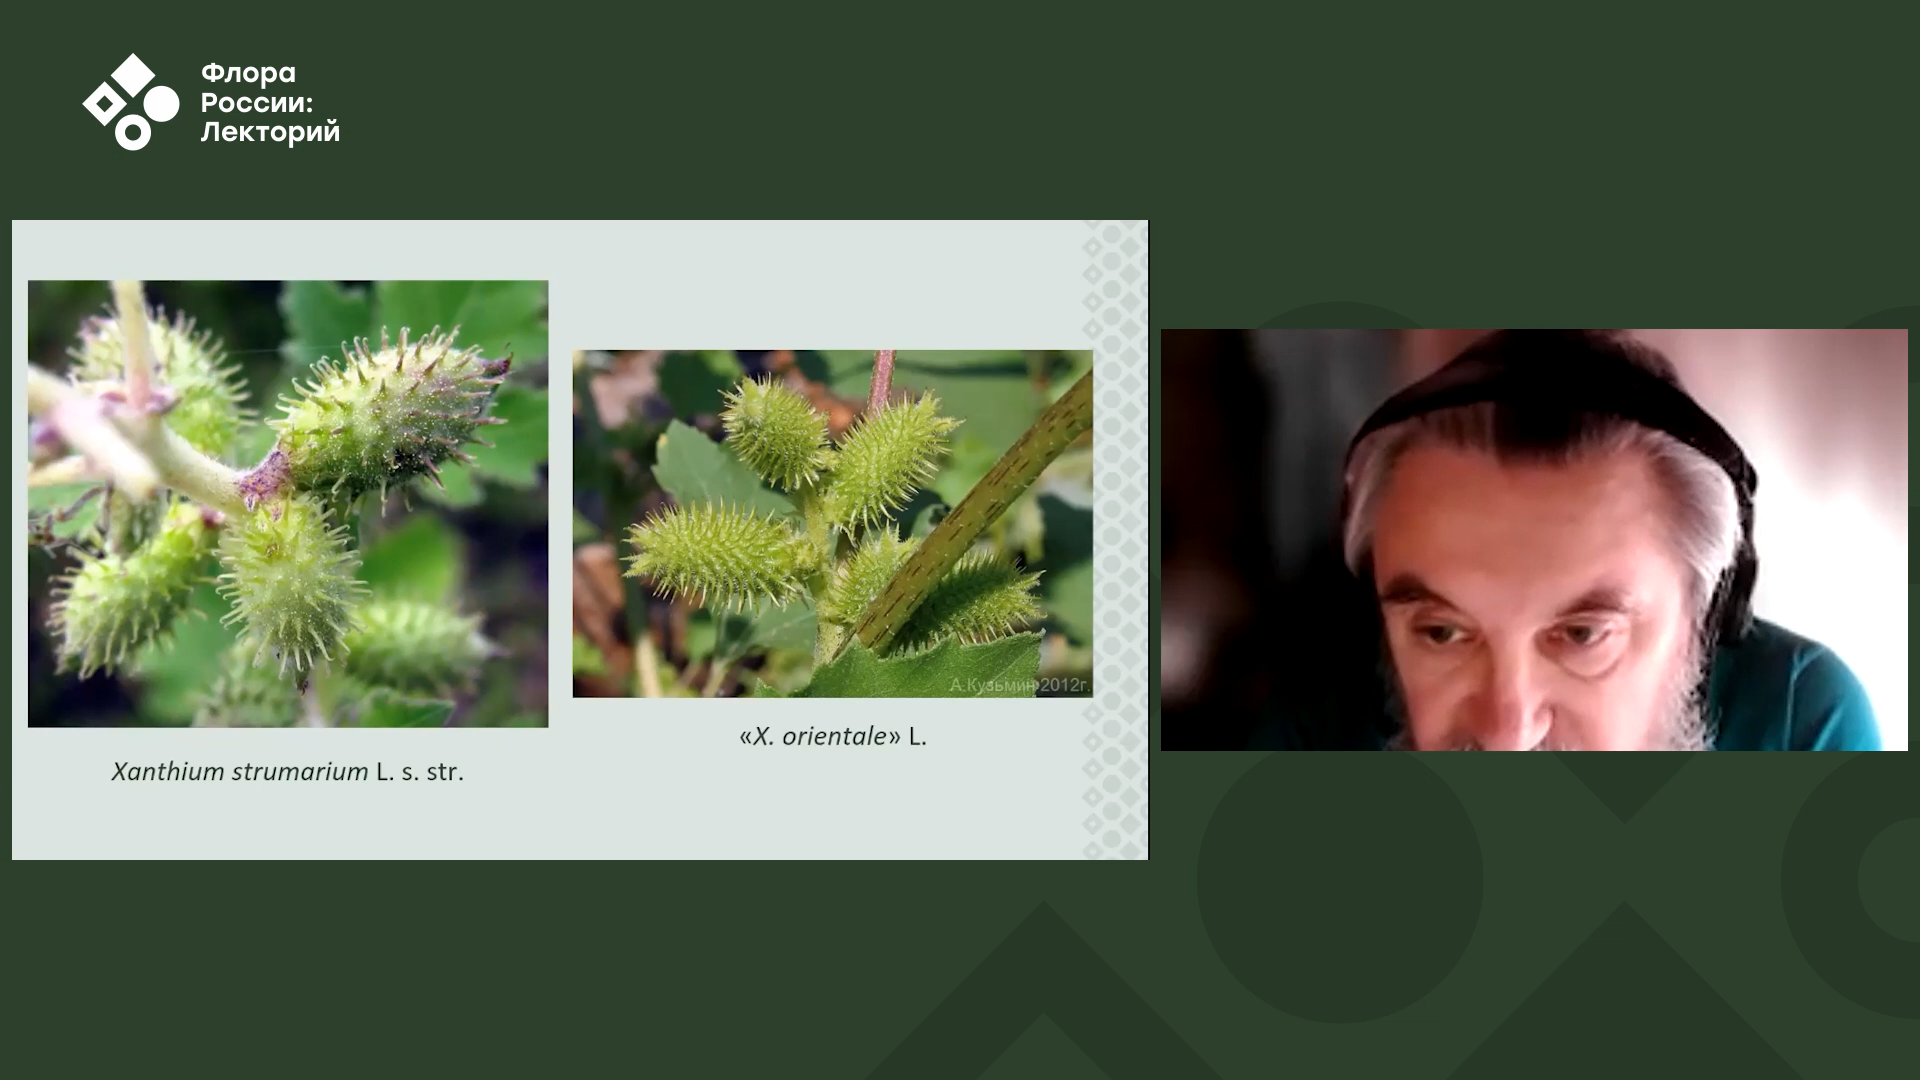 Флора
России:
Лекторий
А.Кузьмин 2012г.
«X. orientale» L.
Xanthium strumarium L. s. str.